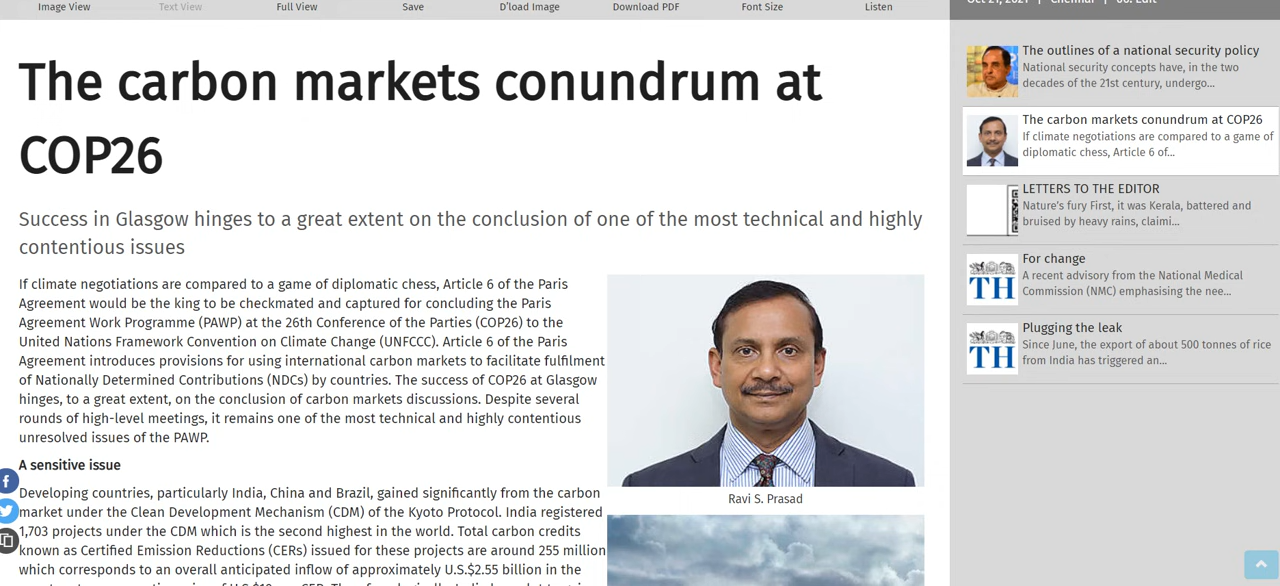 Image View
Text View
Full View
Save
D'load Image
Download PDF
Font Size
Listen
The carbon markets conundrum at
COP26
Success in Glasgow hinges to a great extent on the conclusion of one of the most technical and highly
contentious issues
If climate negotiations are compared to a game of diplomatic chess, Article 6 of the Paris
Agreement would be the king to be checkmated and captured for concluding the Paris
Agreement Work Programme (PAWP) at the 26th Conference of the Parties (COP26) to the
United Nations Framework Convention on Climate Change (UNFCCC). Article 6 of the Paris
Agreement introduces provisions for using international carbon markets to facilitate fulfilment
of Nationally Determined Contributions (NDCs) by countries. The success of COP26 at Glasgow
hinges, to a great extent, on the conclusion of carbon markets discussions. Despite several
rounds of high-level meetings, it remains one of the most technical and highly contentious
unresolved issues of the PAWP.
A sensitive issue
Developing countries, particularly India, China and Brazil, gained significantly from the carbon
market under the Clean Development Mechanism (CDM) of the Kyoto Protocol. India registered
1,703 projects under the CDM which is the second highest in the world. Total carbon credits
known as Certified Emission Reductions (CERs) issued for these projects are around 255 million
which corresponds to an overall anticipated inflow of approximately U.S.$2.55 billion in the
Ravi S. Prasad
Oct 21, 2021 | Chennai |
The outlines of a national security policy
National security concepts have, in the two
decades of the 21st century, undergo...
The carbon markets conundrum at COP26
If climate negotiations are compared to a game of
diplomatic chess, Article 6 of...
LETTERS TO THE EDITOR
Nature's fury First, it was Kerala, battered and
bruised by heavy rains, claimi...
TH
For change
A recent advisory from the National Medical
Commission (NMC) emphasising the nee...
TH
Plugging the leak
Since June, the export of about 500 tonnes of rice
from India has triggered an...